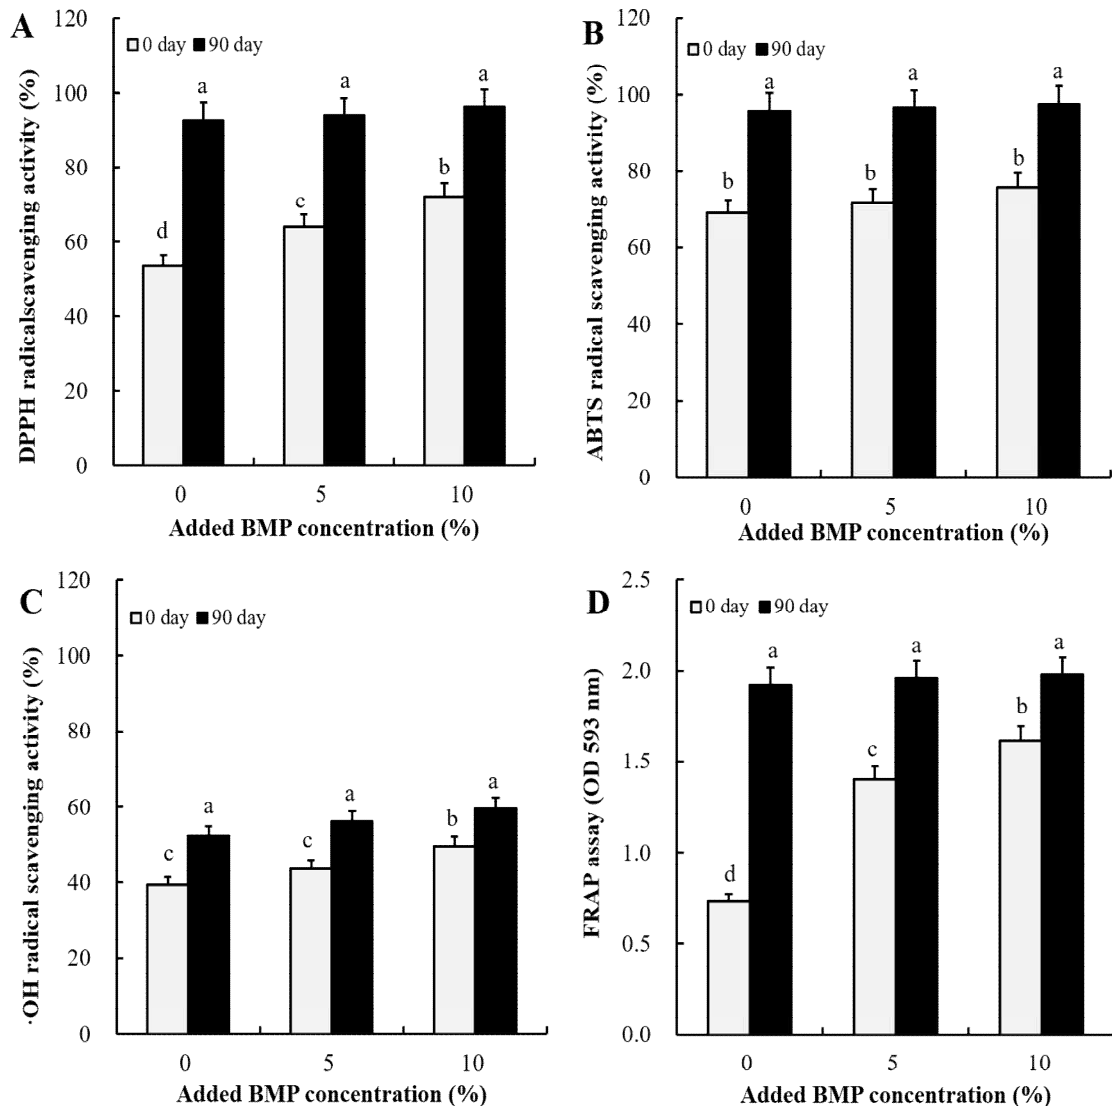 A
DPPH radicalscavenging activity (%)
0 day 90 day
120
100
80
60
40
20
0
d a c a b a
0 5 10
Added BMP concentration (%)
B
ABTS radical scavenging activity (%)
0 day 90 day
120
100
80
60
40
20
0
b a b a b a
0 5 10
Added BMP concentration (%)
C
·OH radical scavenging activity (%)
0 day 90 day
120
100
80
60
40
20
0
c a c a b a
0 5 10
Added BMP concentration (%)
D
FRAP assay (OD 593 nm)
0 day 90 day
2.5
2.0
1.5
1.0
0.5
0.0
d a c a b a
0 5 10
Added BMP concentration (%)